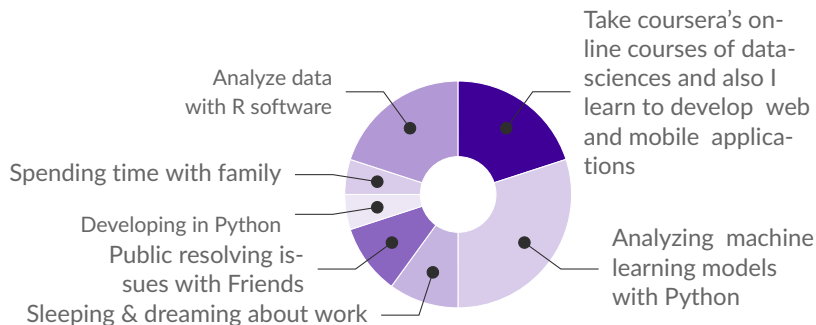 Take coursera's on-
line courses of data-
sciences and also I
learn to develop web
and mobile applica-
tions
Analyze data
with R software
Spending time with family
Developing in Python
Public resolving is-
sues with Friends
Sleeping & dreaming about work
Analyzing machine
learning models
with Python